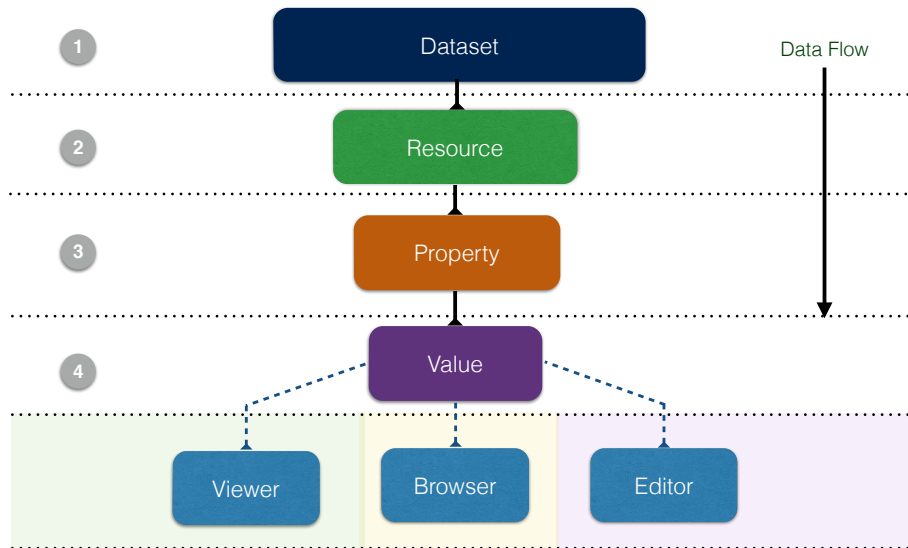 1
Dataset
Data Flow
2
Resource
3
Property
4
Value
Viewer
Browser
Editor